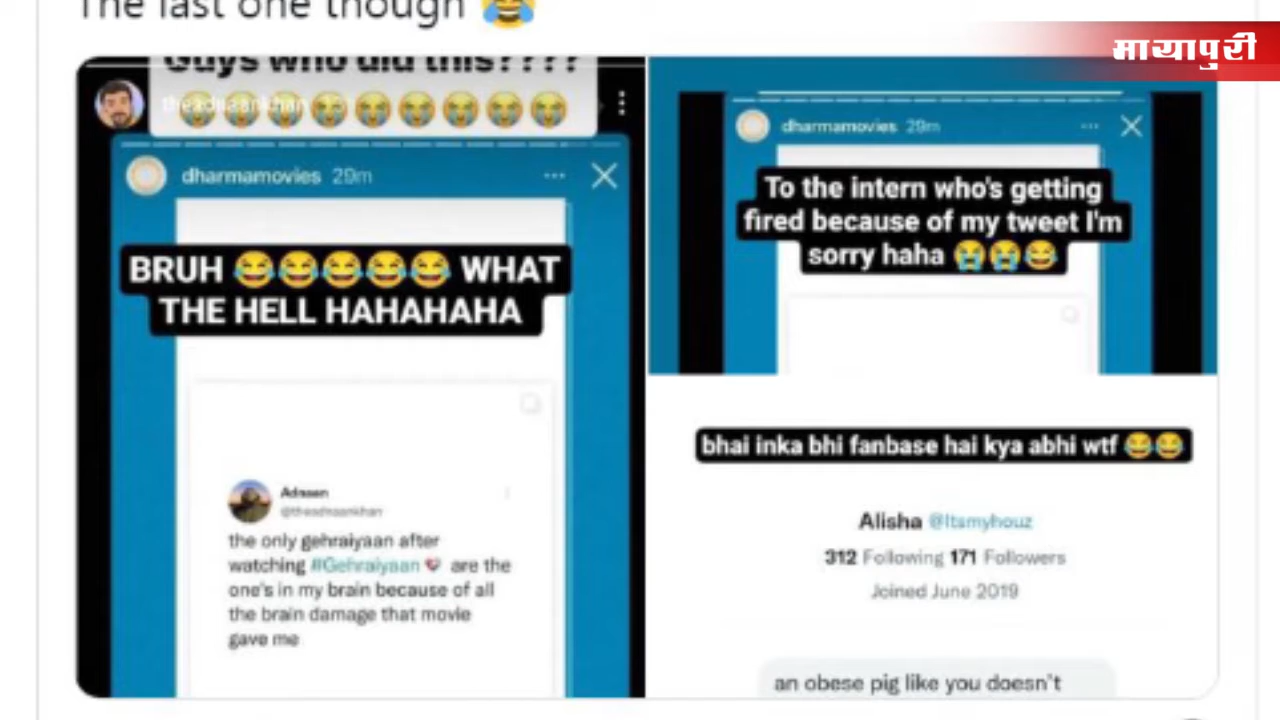 The last one though 😂
मायापुरी
Guys who did this????
theadnaankhan
😭😭😭😭😭😭😭😭😭
dharmamovies 29m
BRUH 😂😂😂😂😂 WHAT
THE HELL HAHAHAHA
Adnaan
@theadnaankhan
the only gehraiyaan after
watching #Gehraiyaan 💔 are the
one's in my brain because of all
the brain damage that movie
gave me
dharmamovies 29m
To the intern who's getting
fired because of my tweet I'm
sorry haha 😭😭😂
bhai inka bhi fanbase hai kya abhi wtf 😂😂
Alisha @Itsmyhouz
312 Following 171 Followers
Joined June 2019
an obese pig like you doesn't